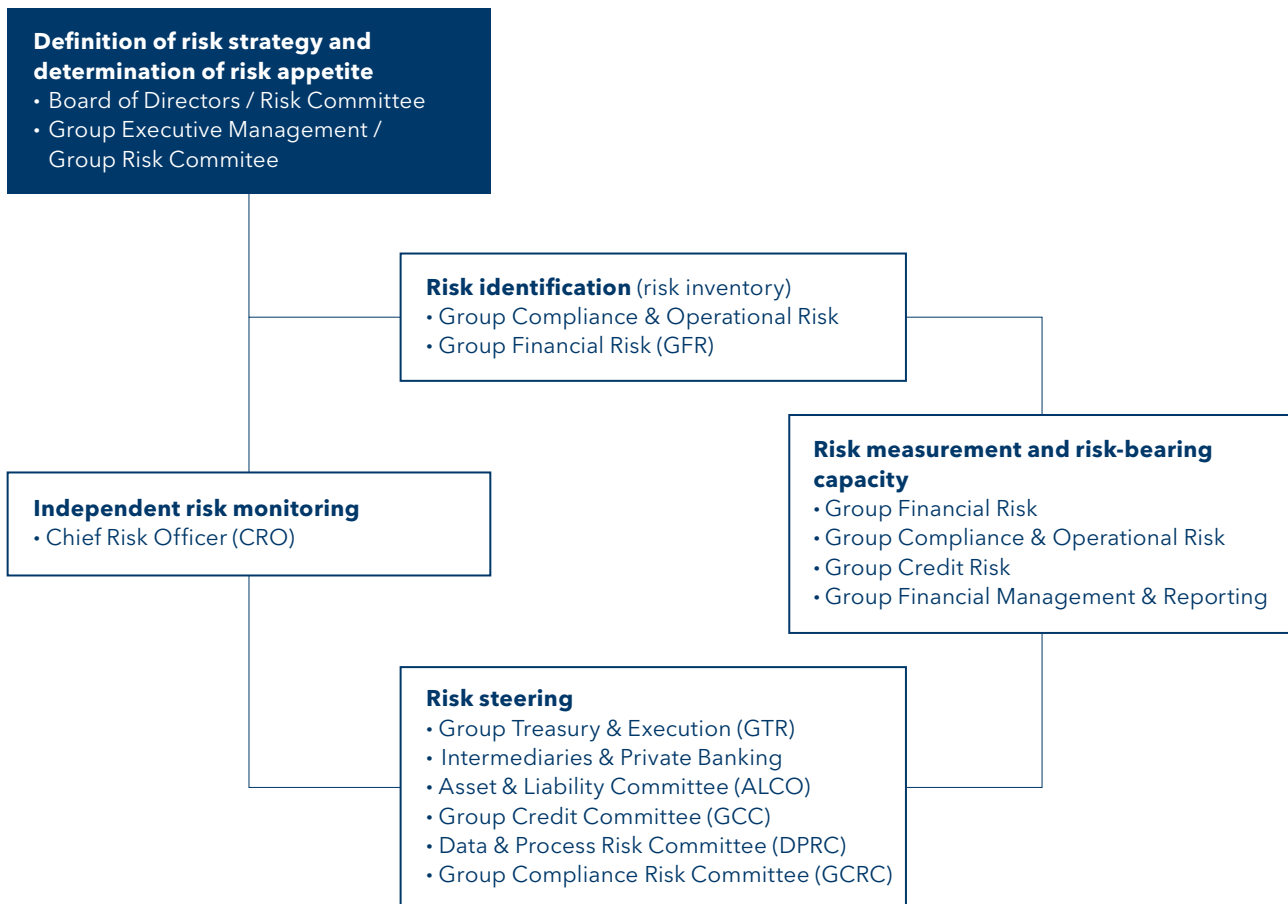 Definition of risk strategy and
determination of risk appetite
• Board of Directors / Risk Committee
• Group Executive Management /
Group Risk Commitee
Risk identification (risk inventory)
• Group Compliance & Operational Risk
• Group Financial Risk (GFR)
Risk measurement and risk-bearing
capacity
• Group Financial Risk
• Group Compliance & Operational Risk
• Group Credit Risk
• Group Financial Management & Reporting
Independent risk monitoring
• Chief Risk Officer (CRO)
Risk steering
• Group Treasury & Execution (GTR)
• Intermediaries & Private Banking
• Asset & Liability Committee (ALCO)
• Group Credit Committee (GCC)
• Data & Process Risk Committee (DPRC)
• Group Compliance Risk Committee (GCRC)